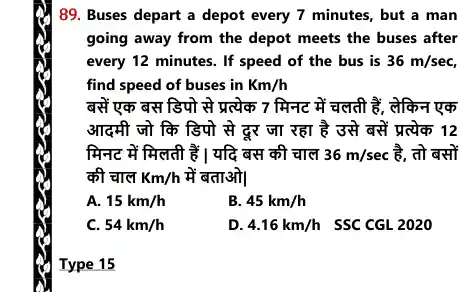 89. Buses depart a depot every 7 minutes, but a man
going away from the depot meets the buses after
every 12 minutes. If speed of the bus is 36 m/sec,
find speed of buses in Km/h
बसें एक बस डिपो से प्रत्येक 7 मिनट में चलती हैं, लेकिन एक
आदमी जो कि डिपो से दूर जा रहा है उसे बसें प्रत्येक 12
मिनट में मिलती हैं | यदि बस की चाल 36 m/sec है, तो बसों
की चाल Km/h में बताओ|
A. 15 km/h B. 45 km/h
C. 54 km/h D. 4.16 km/h SSC CGL 2020
Type 15